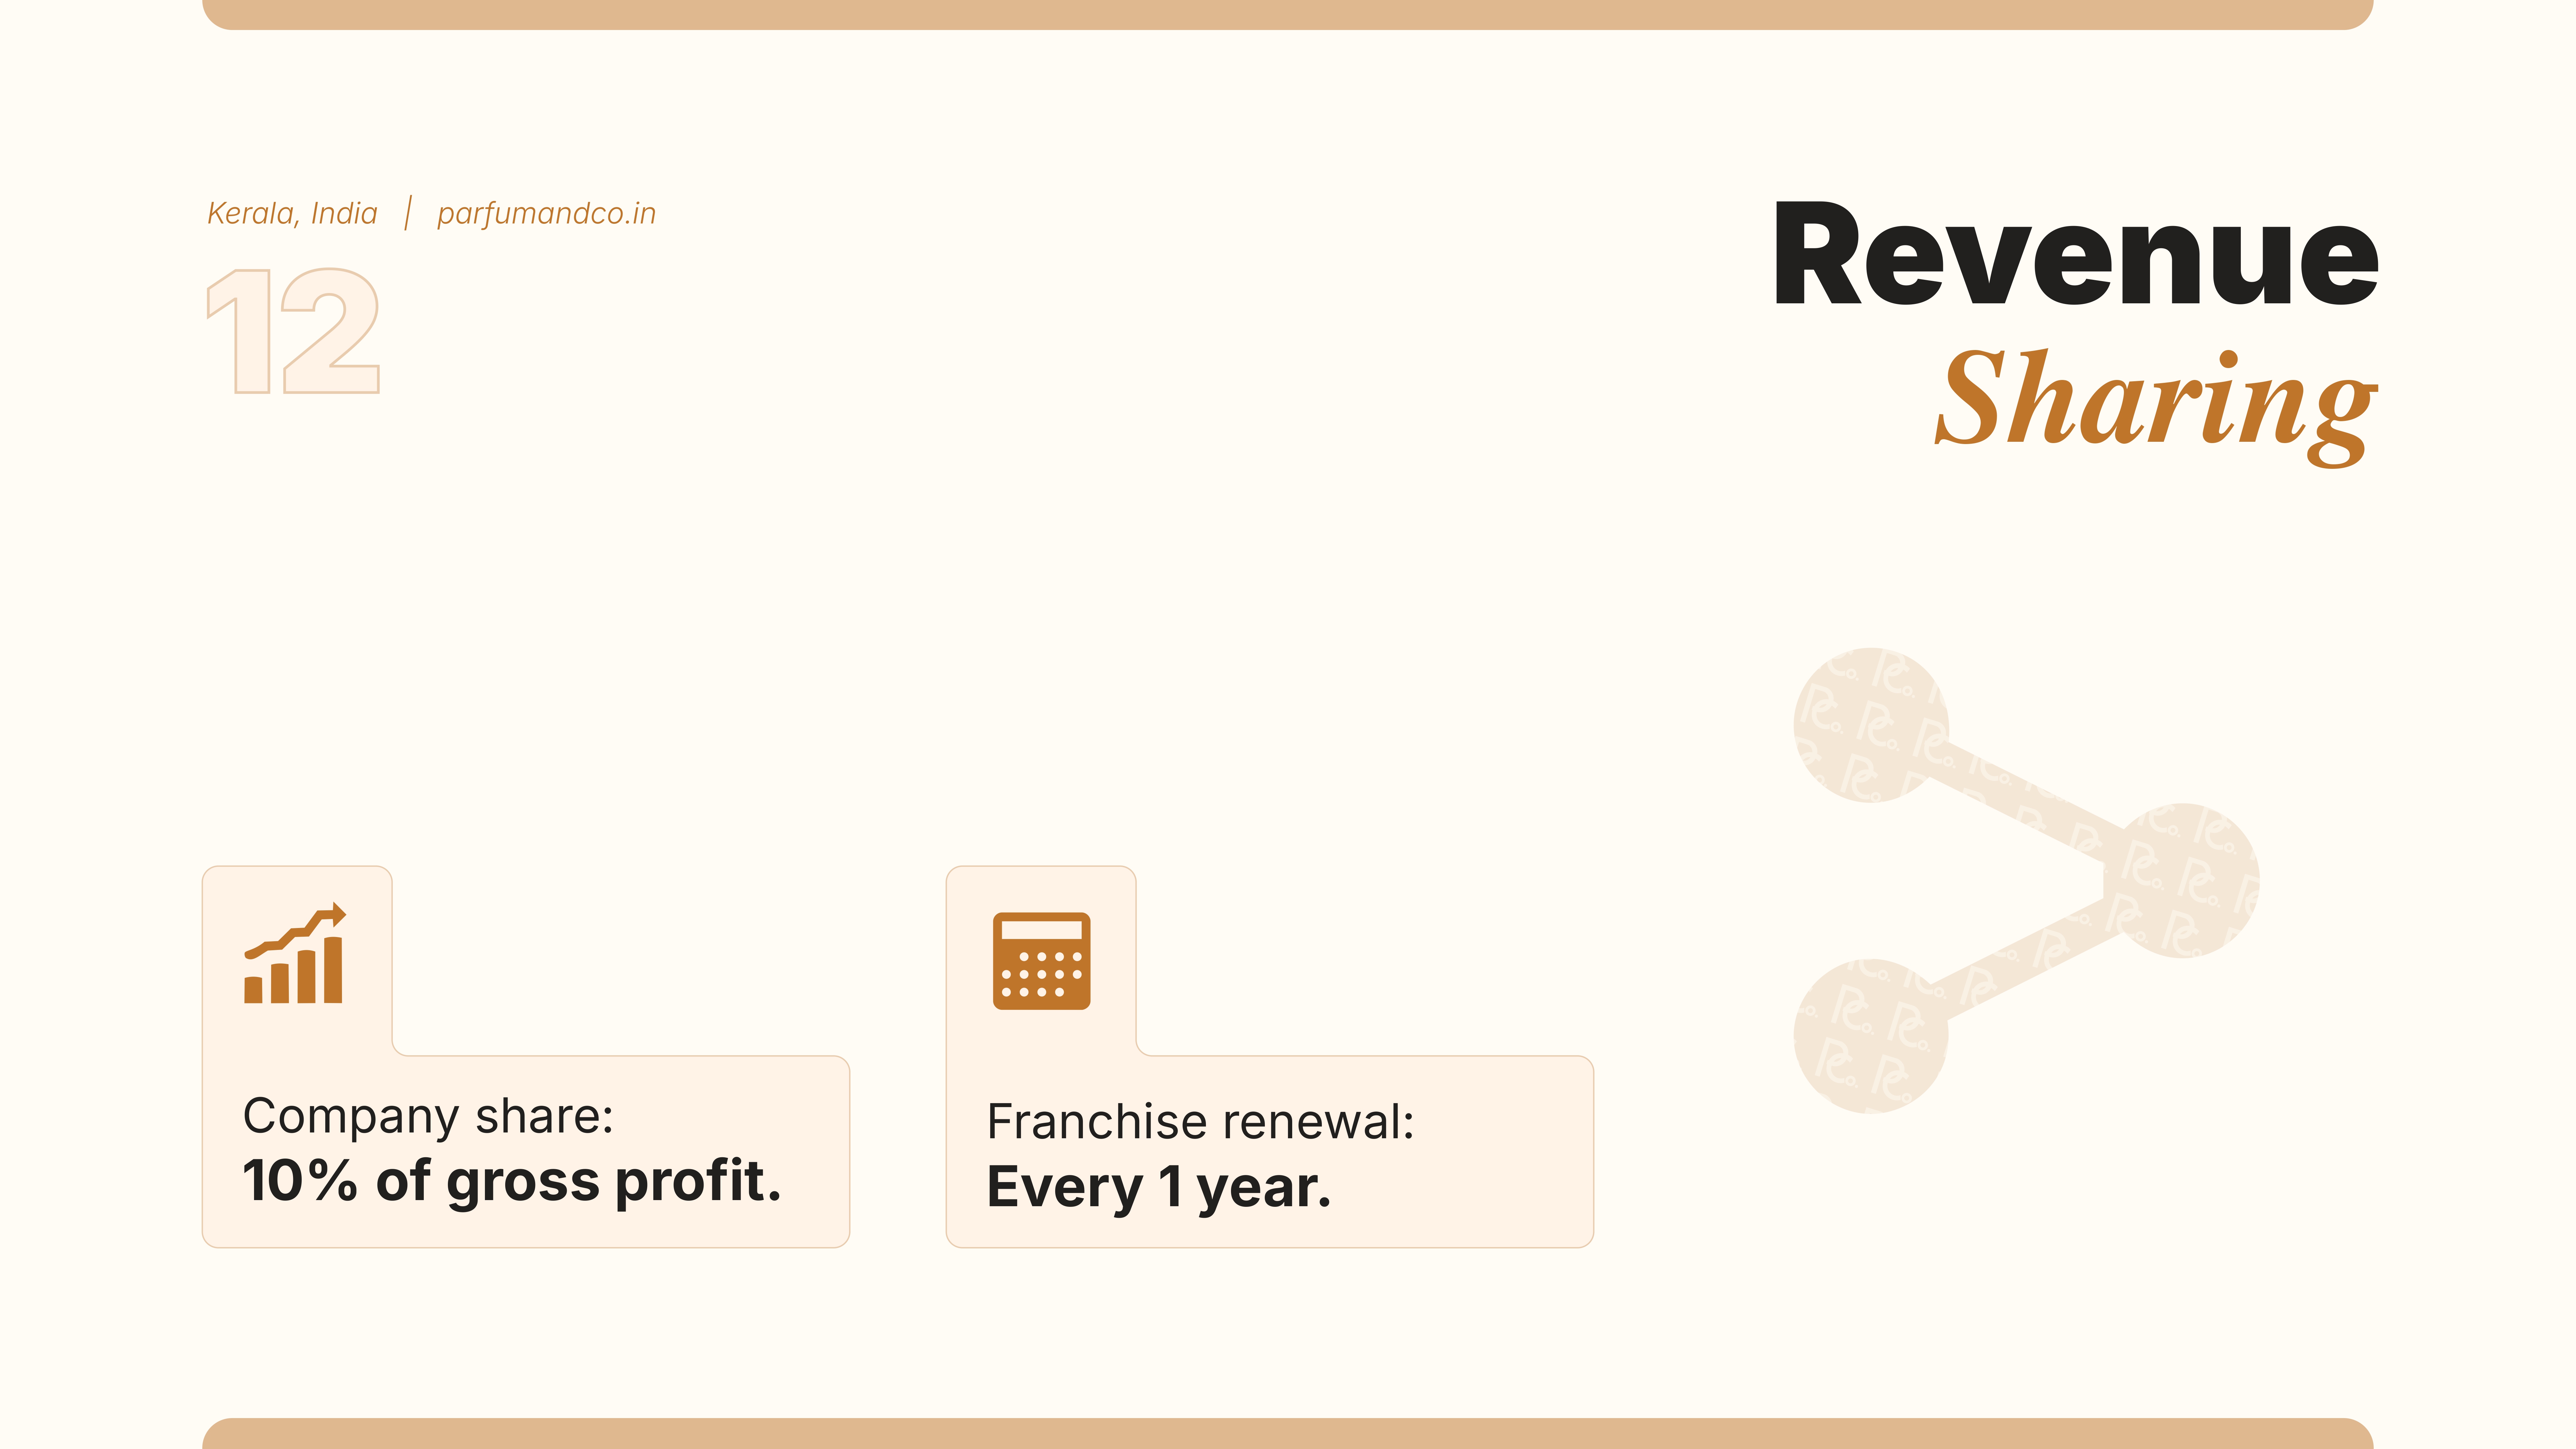 Kerala, India | parfumandco.in
12
Revenue
Sharing
Company share:
10% of gross profit.
Franchise renewal:
Every 1 year.